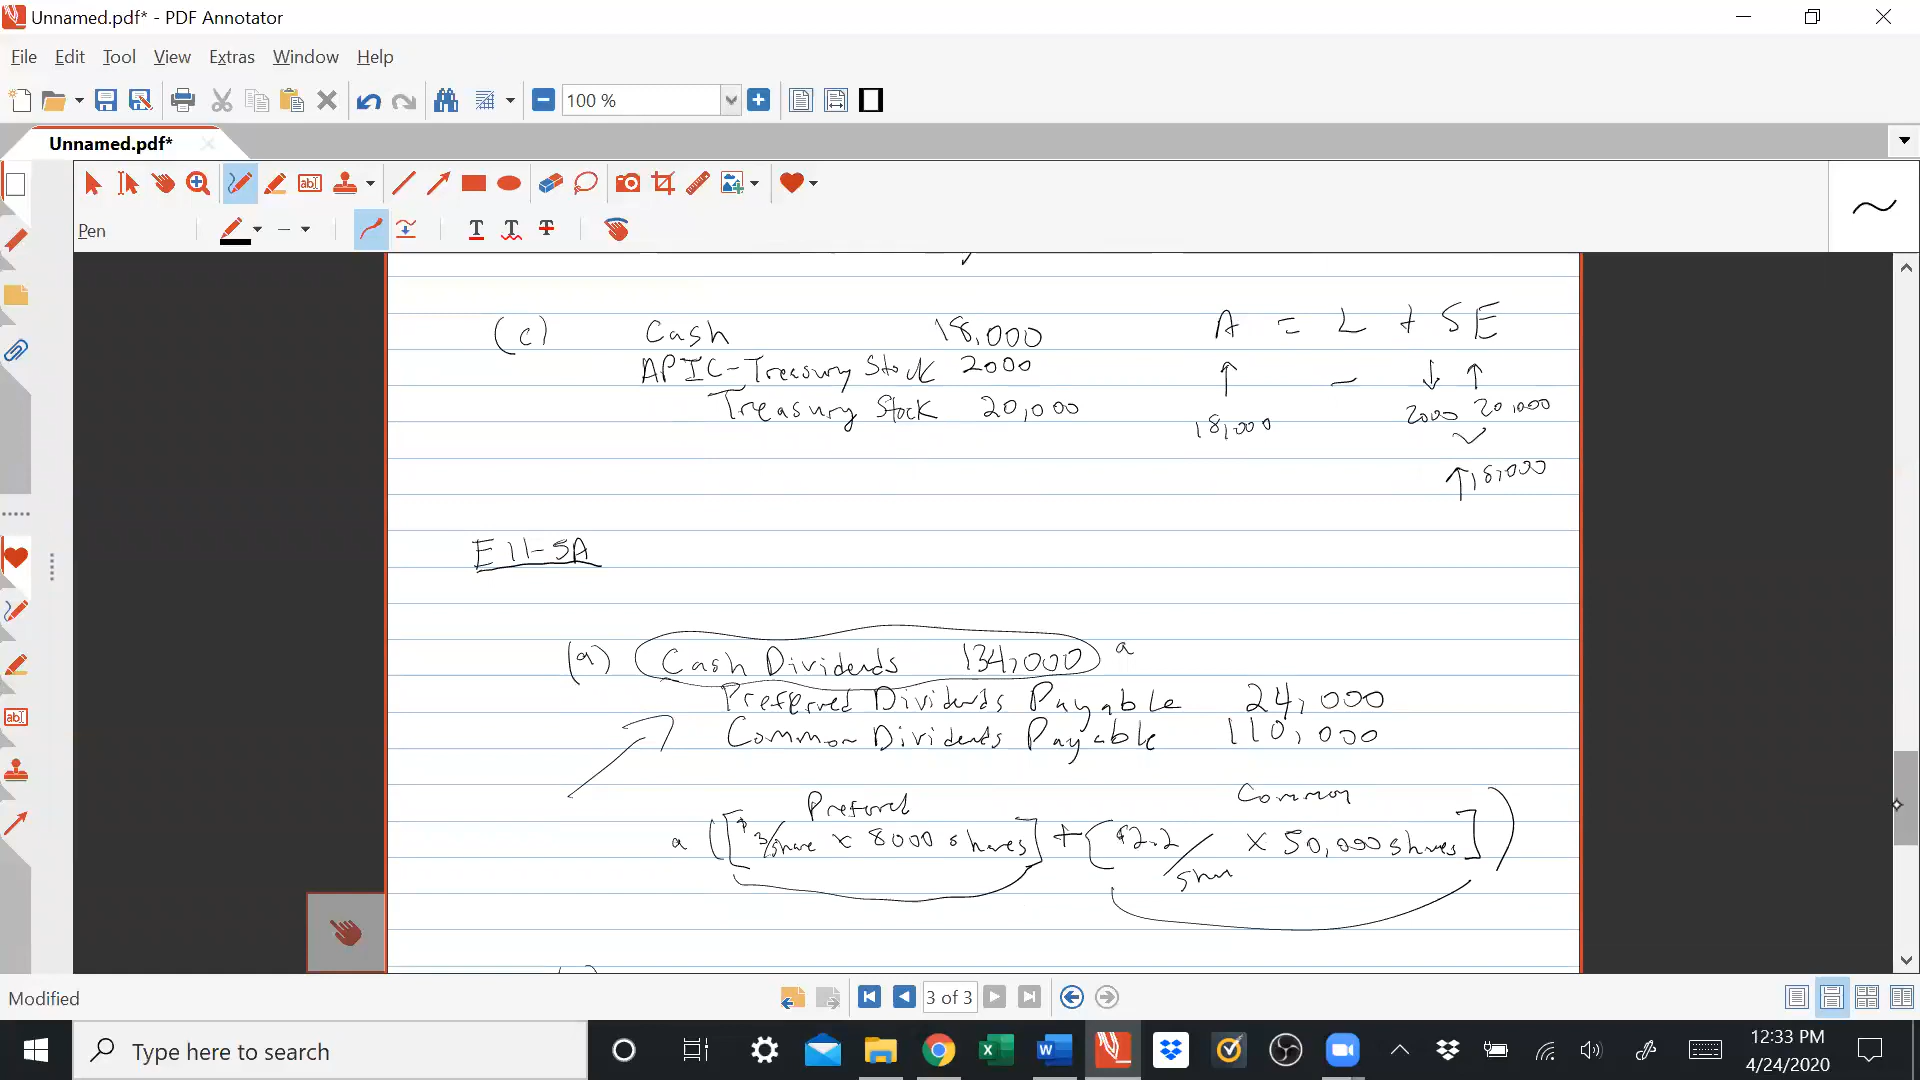 Unnamed.pdf* - PDF Annotator
File Edit Tool View Extras Window Help
100 %
Unnamed.pdf*
Pen
(c) Cash 18,000 A = L + SE
APIC-Treasury Stock 2000
Treasury Stock 20,000
18,000 – 2000 20,000
18,000
E11-5A
(a) Cash Dividends 134,000 a
Preferred Dividends Payable 24,000
Common Dividends Payable 110,000
Preferred Common
a ([$3/share x 8000 shares] + [$2.2/ x 50,000 shares])
Modified
3 of 3
Type here to search
12:33 PM
4/24/2020